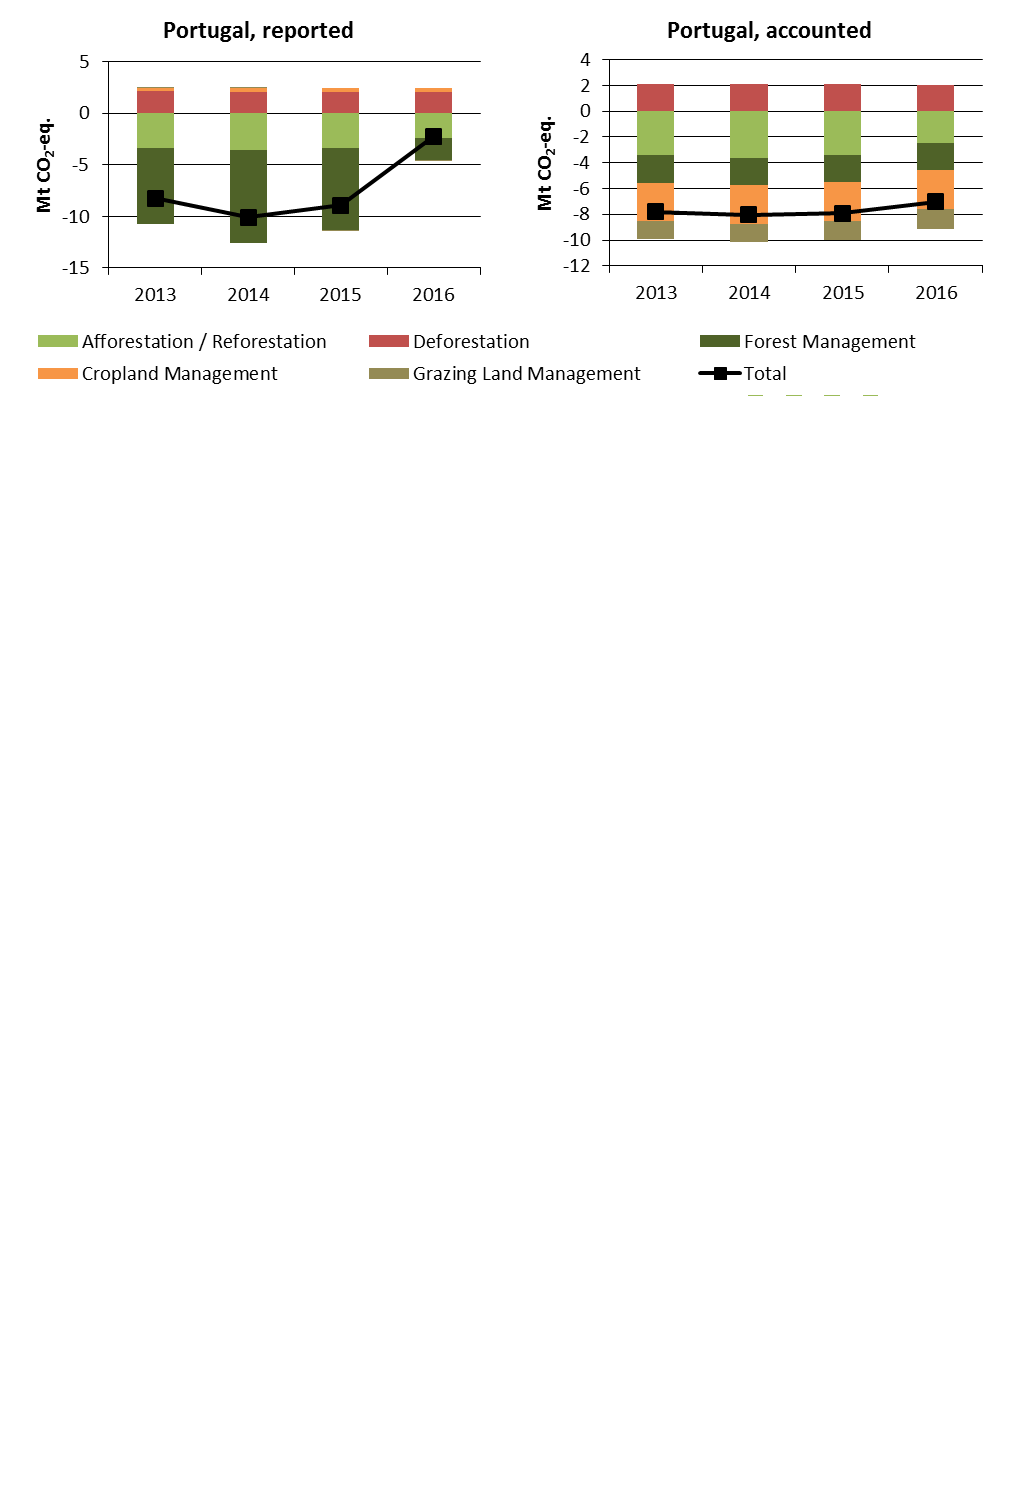 Portugal, reported
Mt CO₂-eq.
5
0
-5
-10
-15
2013 2014 2015 2016
Portugal, accounted
Mt CO₂-eq.
4
2
0
-2
-4
-6
-8
-10
-12
2013 2014 2015 2016
Afforestation / Reforestation Deforestation Forest Management
Cropland Management Grazing Land Management Total